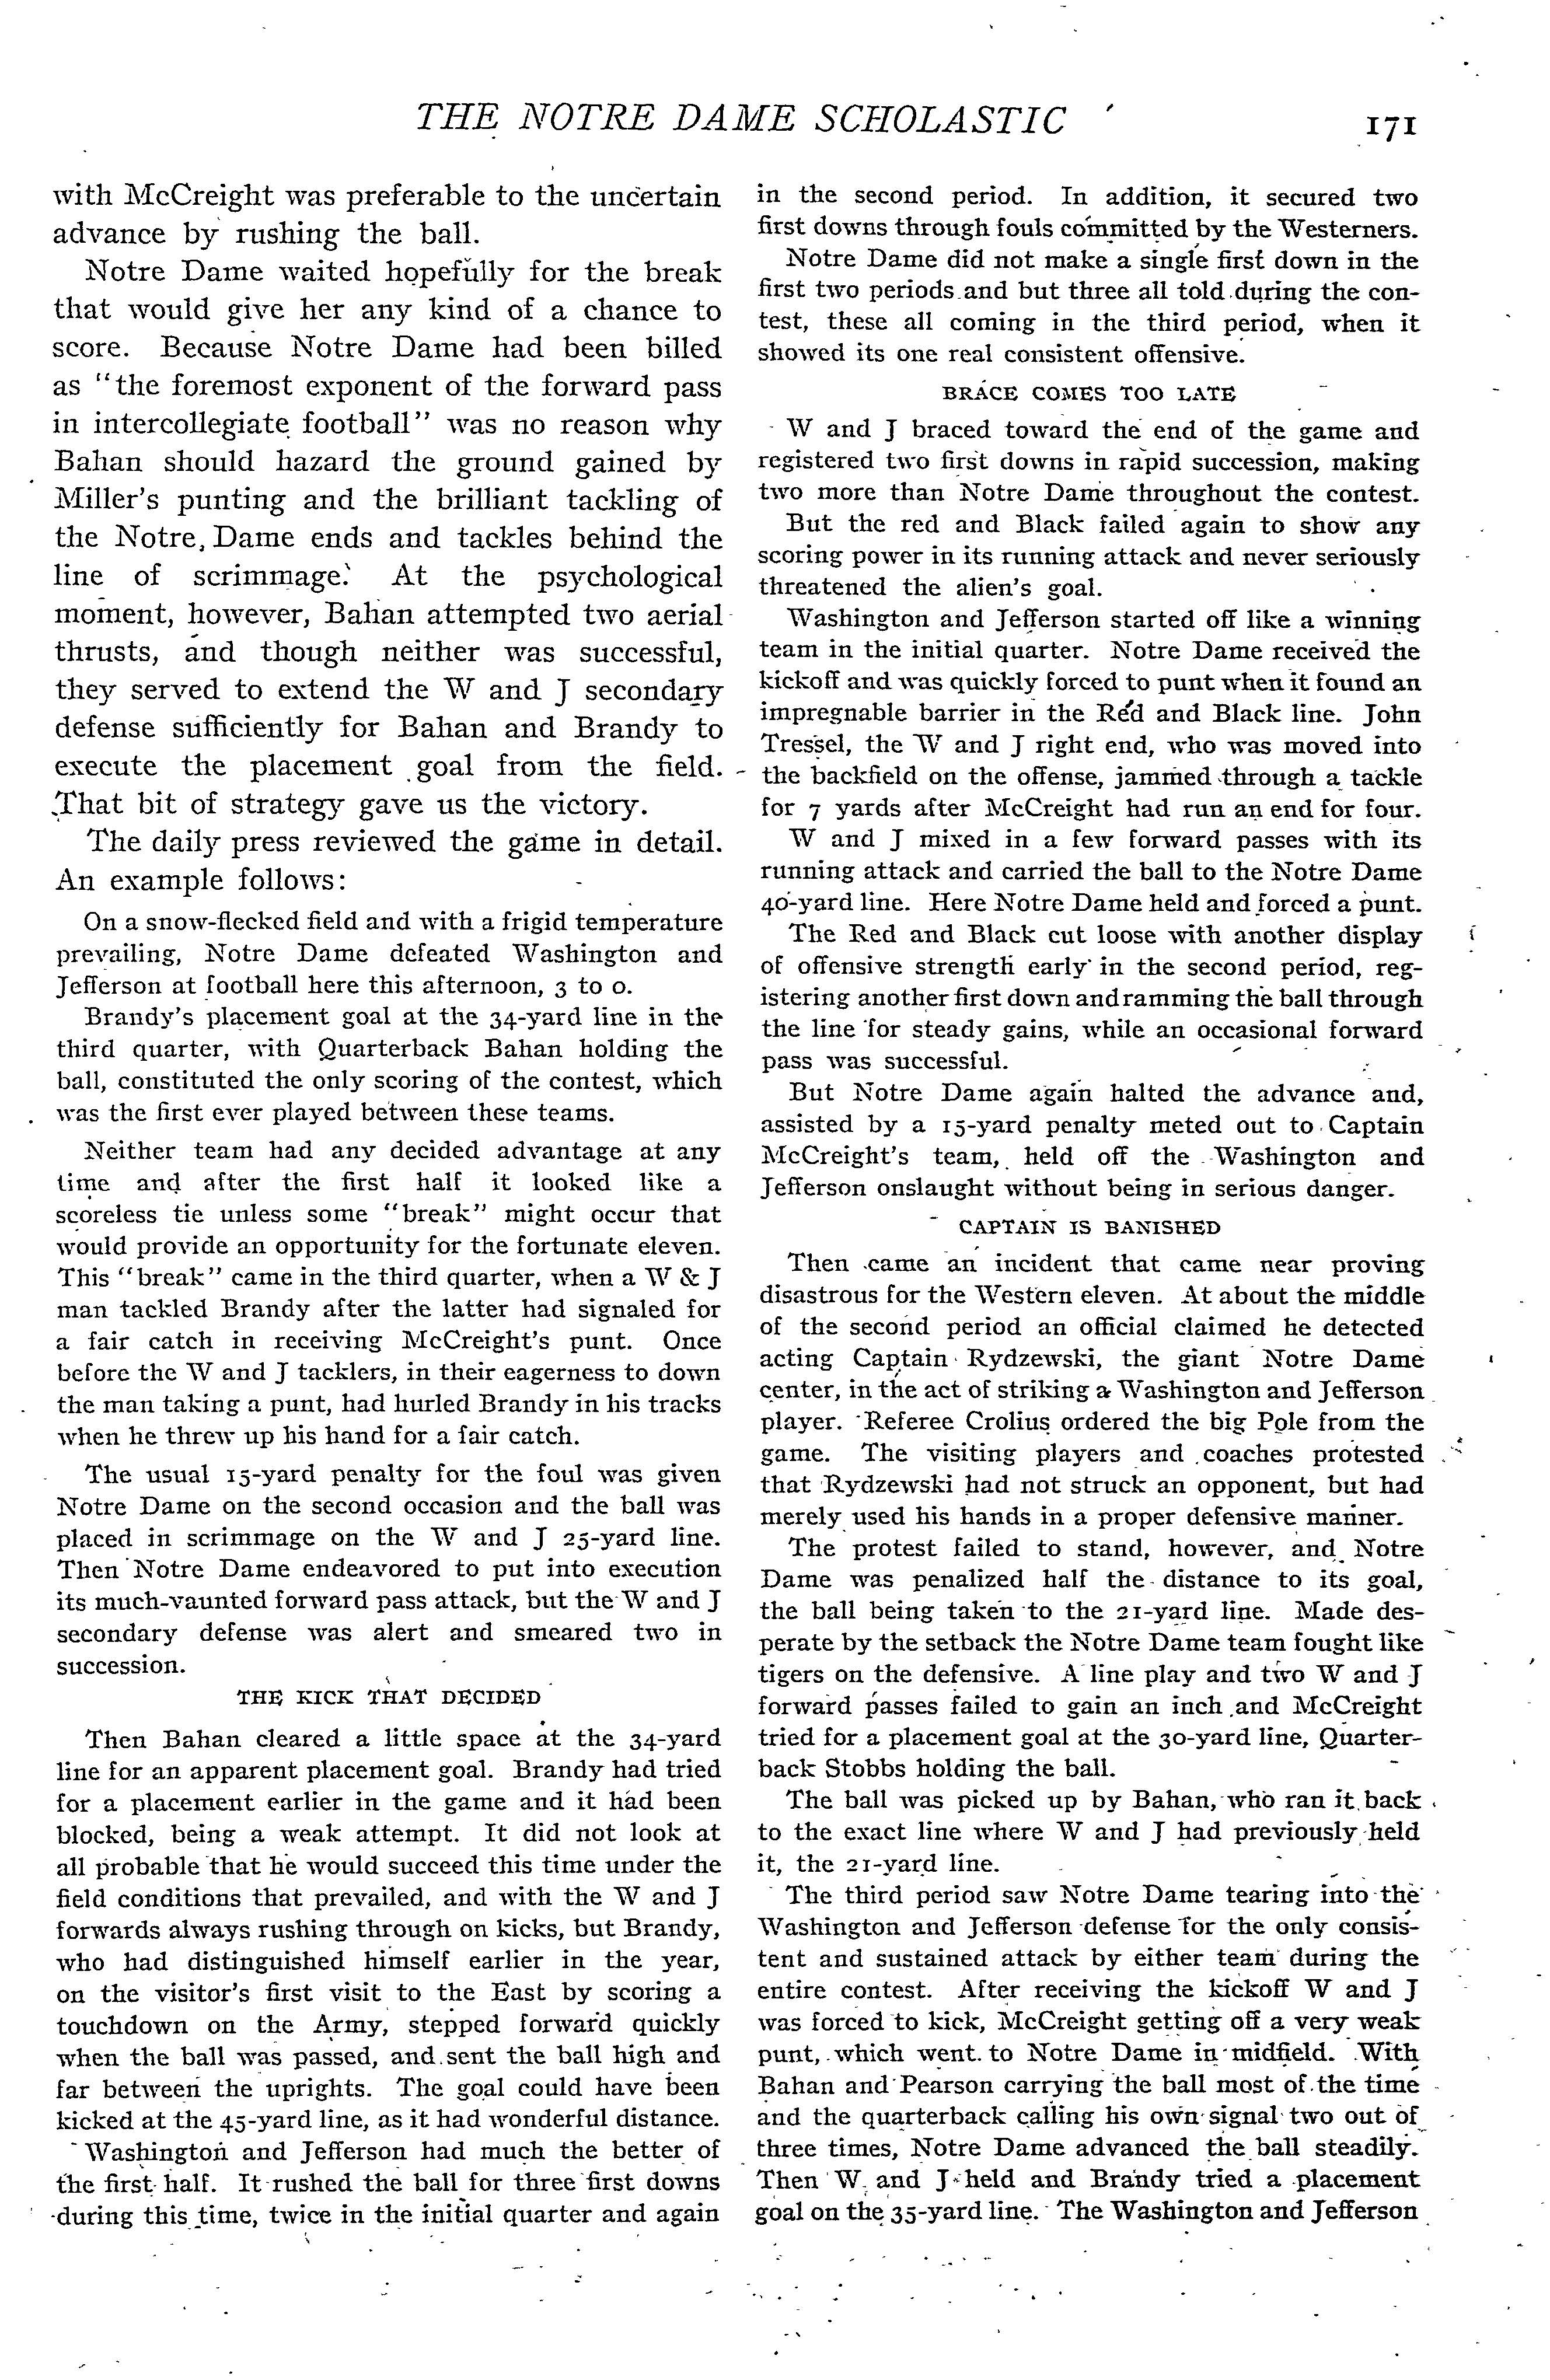 THE NOTRE DAME SCHOLASTIC
171
with McCreight was preferable to the uncertain
advance by rushing the ball.
Notre Dame waited hopefully for the break
that would give her any kind of a chance to
score. Because Notre Dame had been billed
as "the foremost exponent of the forward pass
in intercollegiate football" was no reason why
Bahan should hazard the ground gained by
Miller's punting and the brilliant tackling of
the Notre Dame ends and tackles behind the
line of scrimmage. At the psychological
moment, however, Bahan attempted two aerial
thrusts, and though neither was successful,
they served to extend the W and J secondary
defense sufficiently for Bahan and Brandy to
execute the placement goal from the field.
That bit of strategy gave us the victory.
The daily press reviewed the game in detail.
An example follows:
On a snow-flecked field and with a frigid temperature
prevailing, Notre Dame defeated Washington and
Jefferson at football here this afternoon, 3 to 0.
Brandy's placement goal at the 34-yard line in the
third quarter, with Quarterback Bahan holding the
ball, constituted the only scoring of the contest, which
was the first ever played between these teams.
Neither team had any decided advantage at any
time and after the first half it looked like a
scoreless tie unless some "break" might occur that
would provide an opportunity for the fortunate eleven.
This "break" came in the third quarter, when a W & J
man tackled Brandy after the latter had signaled for
a fair catch in receiving McCreight's punt. Once
before the W and J tacklers, in their eagerness to down
the man taking a punt, had hurled Brandy in his tracks
when he threw up his hand for a fair catch.
The usual 15-yard penalty for the foul was given
Notre Dame on the second occasion and the ball was
placed in scrimmage on the W and J 25-yard line.
Then Notre Dame endeavored to put into execution
its much-vaunted forward pass attack, but the W and J
secondary defense was alert and smeared two in
succession.
THE KICK THAT DECIDED
Then Bahan cleared a little space at the 34-yard
line for an apparent placement goal. Brandy had tried
for a placement earlier in the game and it had been
blocked, being a weak attempt. It did not look at
all probable that he would succeed this time under the
field conditions that prevailed, and with the W and J
forwards always rushing through on kicks, but Brandy,
who had distinguished himself earlier in the year,
on the visitor's first visit to the East by scoring a
touchdown on the Army, stepped forward quickly
when the ball was passed, and sent the ball high and
far between the uprights. The goal could have been
kicked at the 45-yard line, as it had wonderful distance.
Washington and Jefferson had much the better of
the first half. It rushed the ball for three first downs
during this time, twice in the initial quarter and again
in the second period. In addition, it secured two
first downs through fouls committed by the Westerners.
Notre Dame did not make a single first down in the
first two periods and but three all told during the con-
test, these all coming in the third period, when it
showed its one real consistent offensive.
BRACE COMES TOO LATE
W and J braced toward the end of the game and
registered two first downs in rapid succession, making
two more than Notre Dame throughout the contest.
But the red and Black failed again to show any
scoring power in its running attack and never seriously
threatened the alien's goal.
Washington and Jefferson started off like a winning
team in the initial quarter. Notre Dame received the
kickoff and was quickly forced to punt when it found an
impregnable barrier in the Red and Black line. John
Tressel, the W and J right end, who was moved into
the backfield on the offense, jammed through a tackle
for 7 yards after McCreight had run an end for four.
W and J mixed in a few forward passes with its
running attack and carried the ball to the Notre Dame
40-yard line. Here Notre Dame held and forced a punt.
The Red and Black cut loose with another display
of offensive strength early in the second period, reg-
istering another first down and ramming the ball through
the line for steady gains, while an occasional forward
pass was successful.
But Notre Dame again halted the advance and,
assisted by a 15-yard penalty meted out to Captain
McCreight's team, held off the Washington and
Jefferson onslaught without being in serious danger.
CAPTAIN IS BANISHED
Then came an incident that came near proving
disastrous for the Western eleven. At about the middle
of the second period an official claimed he detected
acting Captain Rydzewski, the giant Notre Dame
center, in the act of striking a Washington and Jefferson
player. Referee Crolius ordered the big Pole from the
game. The visiting players and coaches protested
that Rydzewski had not struck an opponent, but had
merely used his hands in a proper defensive manner.
The protest failed to stand, however, and Notre
Dame was penalized half the distance to its goal,
the ball being taken to the 21-yard line. Made des-
perate by the setback the Notre Dame team fought like
tigers on the defensive. A line play and two W and J
forward passes failed to gain an inch and McCreight
tried for a placement goal at the 30-yard line, Quarter-
back Stobbs holding the ball.
The ball was picked up by Bahan, who ran it back
to the exact line where W and J had previously held
it, the 21-yard line.
The third period saw Notre Dame tearing into the
Washington and Jefferson defense for the only consis-
tent and sustained attack by either team during the
entire contest. After receiving the kickoff W and J
was forced to kick, McCreight getting off a very weak
punt, which went to Notre Dame in midfield. With
Bahan and Pearson carrying the ball most of the time
and the quarterback calling his own signal two out of
three times, Notre Dame advanced the ball steadily.
Then W and J held and Brandy tried a placement
goal on the 35-yard line. The Washington and Jefferson